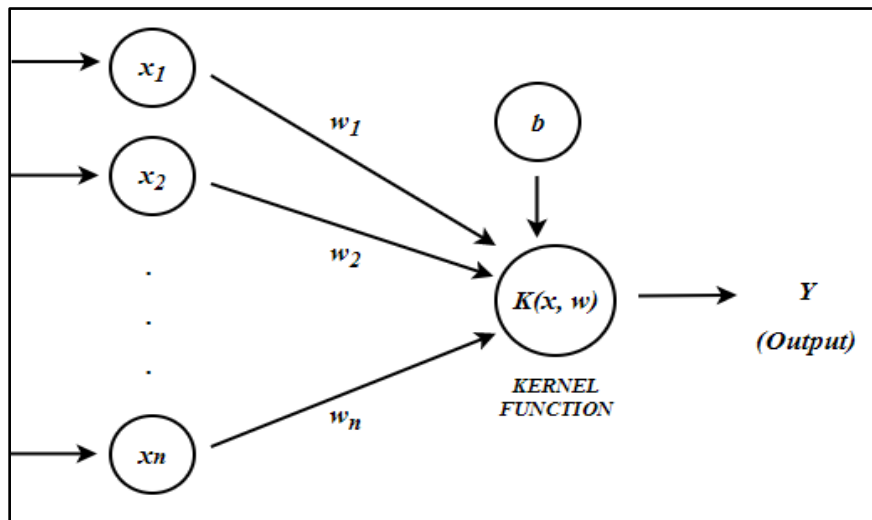 x1
w1
b
x2
w2
K(x, w)
Y
(Output)
KERNEL
FUNCTION
wn
xn